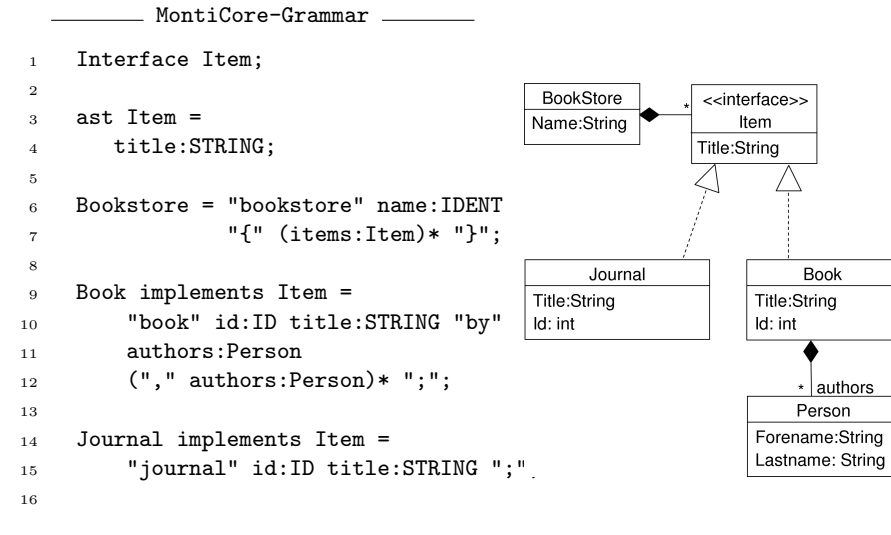 MontiCore-Grammar
1 Interface Item;
2
3 ast Item =
4 title:STRING;
5
6 Bookstore = "bookstore" name:IDENT
7 "{" (items:Item)* "}";
8
9 Book implements Item =
10 "book" id:ID title:STRING "by"
11 authors:Person
12 ("," authors:Person)* ";";
13
14 Journal implements Item =
15 "journal" id:ID title:STRING ";"
16
BookStore
Name:String
*
<<interface>>
Item
Title:String
Journal
Title:String
Id: int
Book
Title:String
Id: int
* authors
Person
Forename:String
Lastname: String